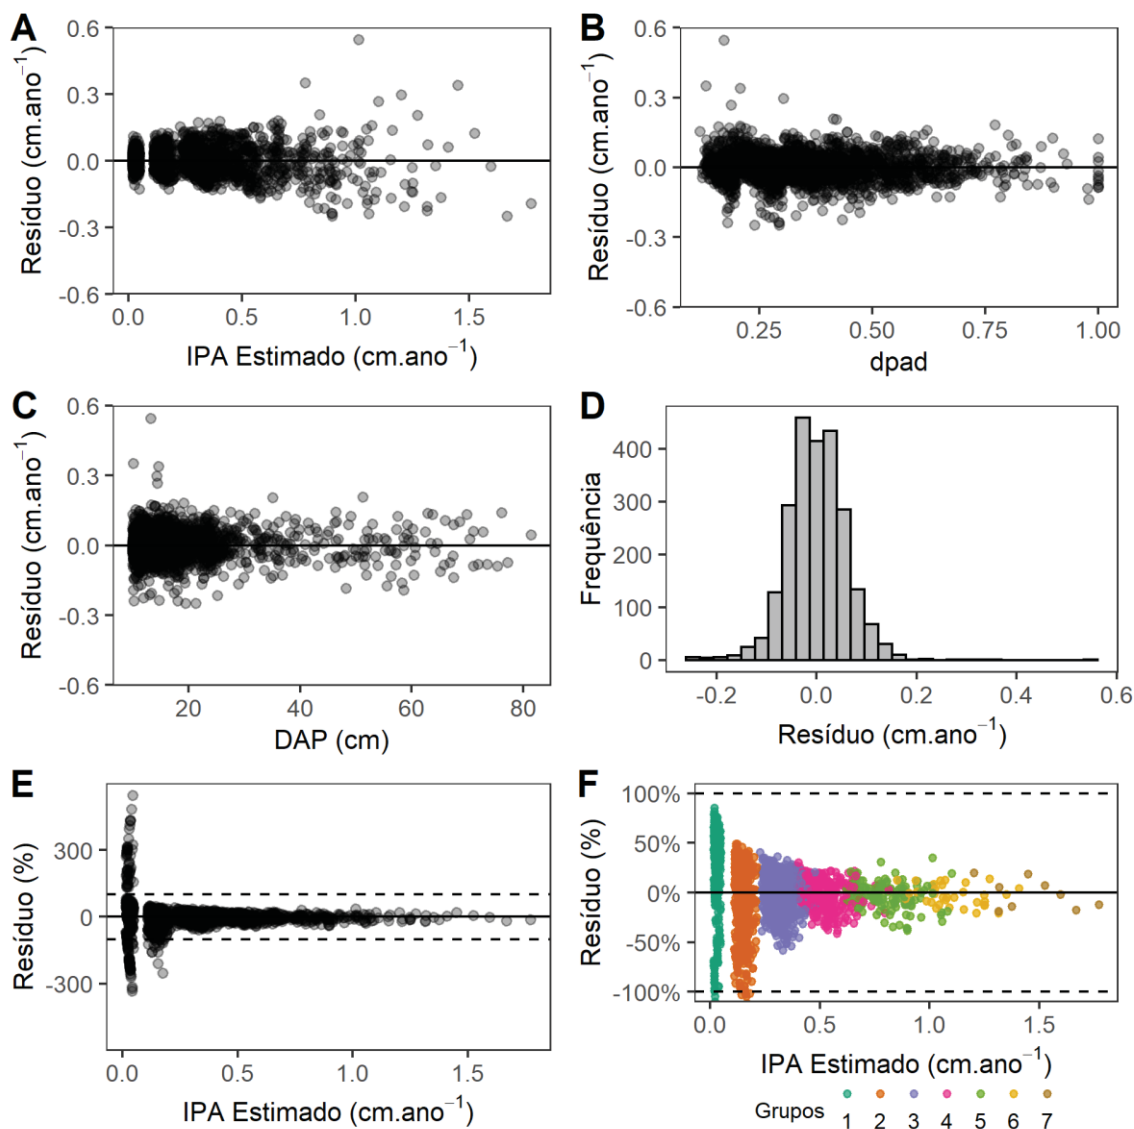 A
Resíduo (cm.ano⁻¹)
0.6
0.3
0.0
-0.3
-0.6
0.0 0.5 1.0 1.5
IPA Estimado (cm.ano⁻¹)
B
Resíduo (cm.ano⁻¹)
0.6
0.3
0.0
-0.3
-0.6
0.25 0.50 0.75 1.00
dpad
C
Resíduo (cm.ano⁻¹)
0.6
0.3
0.0
-0.3
-0.6
20 40 60 80
DAP (cm)
D
Frequência
400
300
200
100
0
-0.2 0.0 0.2 0.4 0.6
Resíduo (cm.ano⁻¹)
E
Resíduo (%)
300
0
-300
0.0 0.5 1.0 1.5
IPA Estimado (cm.ano⁻¹)
F
Resíduo (%)
100%
50%
0%
-50%
-100%
0.0 0.5 1.0 1.5
IPA Estimado (cm.ano⁻¹)
Grupos
1 2 3 4 5 6 7